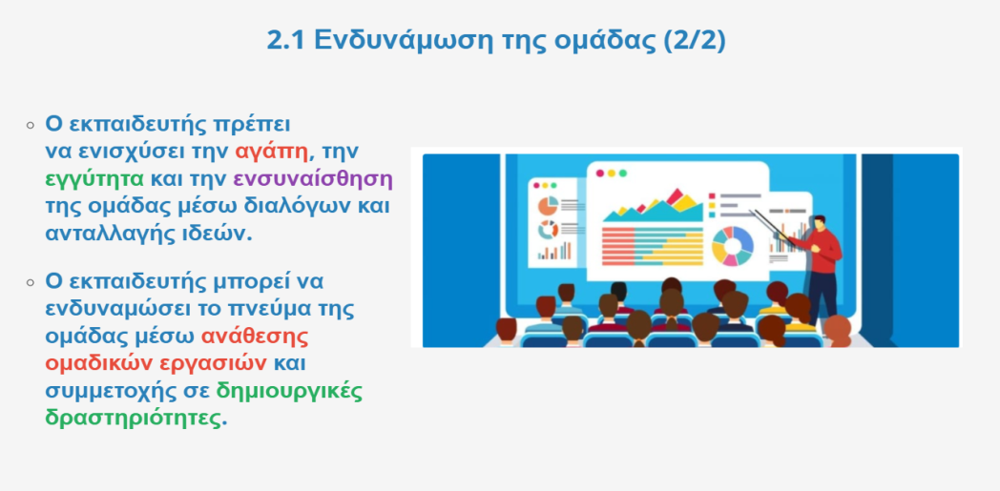 2.1 Ενδυνάμωση της ομάδας (2/2)
Ο εκπαιδευτής πρέπει
να ενισχύσει την αγάπη, την
εγγύτητα και την ενσυναίσθηση
της ομάδας μέσω διαλόγων και
ανταλλαγής ιδεών.
Ο εκπαιδευτής μπορεί να
ενδυναμώσει το πνεύμα της
ομάδας μέσω ανάθεσης
ομαδικών εργασιών και
συμμετοχής σε δημιουργικές
δραστηριότητες.